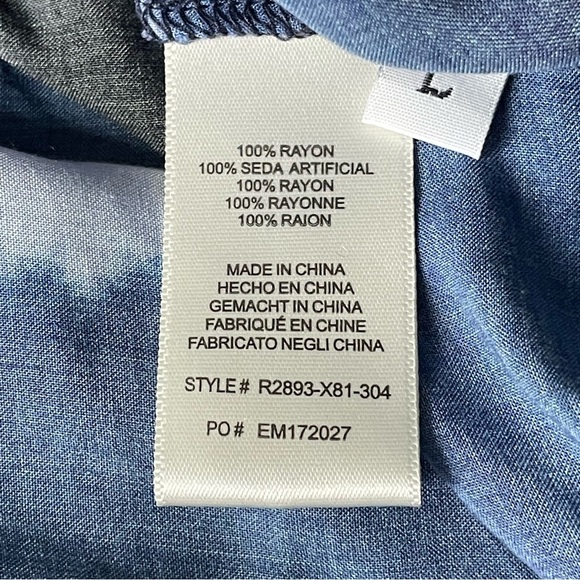 L
100% RAYON
100% SEDA ARTIFICIAL
100% RAYON
100% RAYONNE
100% RAION
MADE IN CHINA
HECHO EN CHINA
GEMACHT IN CHINA
FABRIQUÉ EN CHINE
FABRICATO NEGLI CHINA
STYLE# R2893-X81-304
PO# EM172027